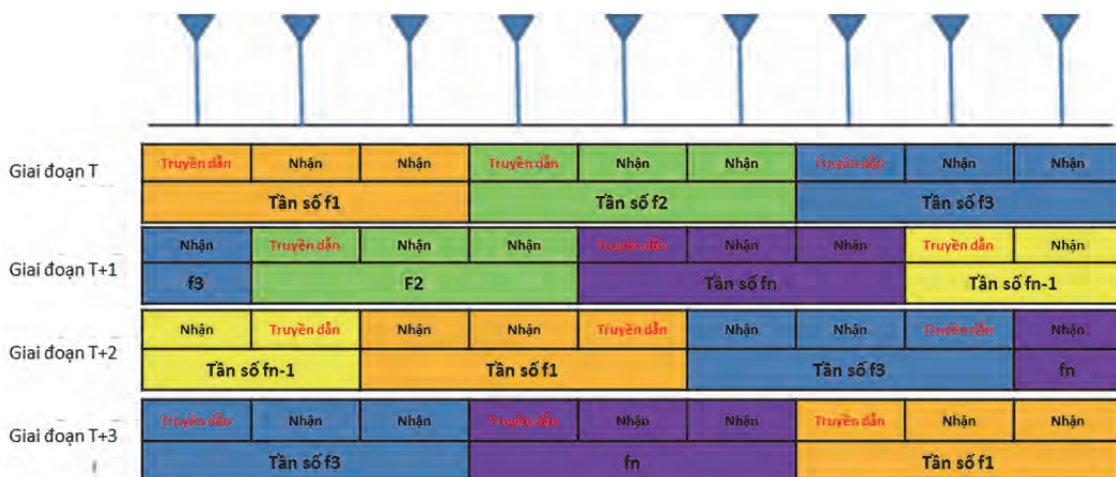 Giai đoạn T
Truyền dẫn Nhận Nhận Truyền dẫn Nhận Nhận Truyền dẫn Nhận Nhận
Tần số f1 Tần số f2 Tần số f3
Giai đoạn T+1
Nhận Truyền dẫn Nhận Nhận Truyền dẫn Nhận Nhận Truyền dẫn Nhận
f3 F2 Tần số fn Tần số fn-1
Giai đoạn T+2
Nhận Truyền dẫn Nhận Nhận Truyền dẫn Nhận Nhận Truyền dẫn Nhận
Tần số fn-1 Tần số f1 Tần số f3 fn
Giai đoạn T+3
Truyền dẫn Nhận Nhận Truyền dẫn Nhận Nhận Truyền dẫn Nhận Nhận
Tần số f3 fn Tần số f1